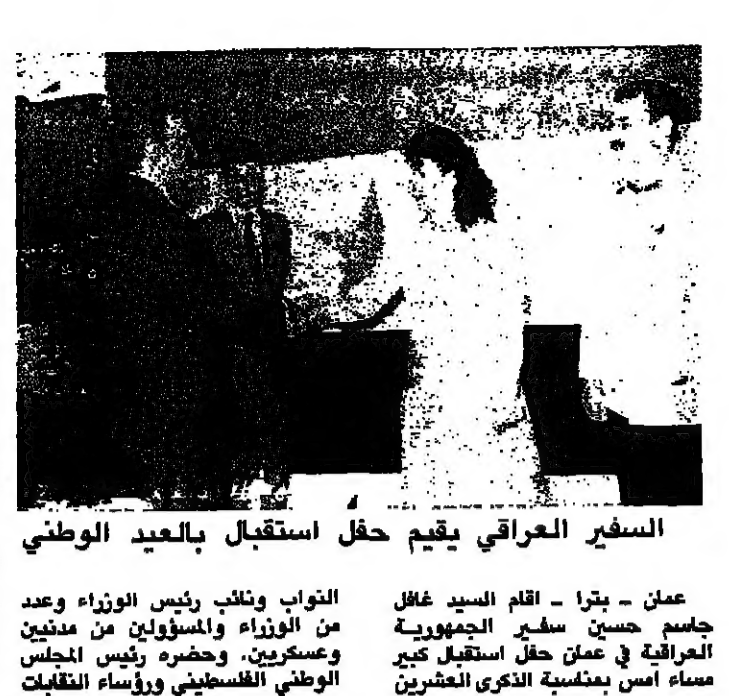 السفير العراقي يقيم حفل استقبال بالعيد الوطني
عمان ــ بترا ــ اقام السيد غافل
جاسم حسين سفير الجمهورية
العراقية في عمان حفل استقبال كبير
مساء امس بمناسبة الذكرى العشرين
النواب ونائب رئيس الوزراء وعدد
من الوزراء والمسؤولين من مدنيين
وعسكريين. وحضره رئيس المجلس
الوطني الفلسطيني ورؤساء النقابات